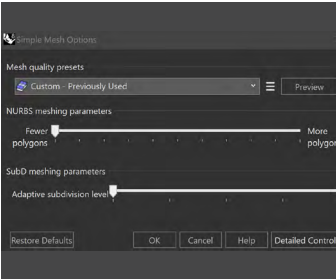 Simple Mesh Options
Mesh quality presets
Custom - Previously Used
Preview
NURBS meshing parameters
Fewer More
polygons polygon
SubD meshing parameters
Adaptive subdivision level
Restore Defaults OK Cancel Help Detailed Control